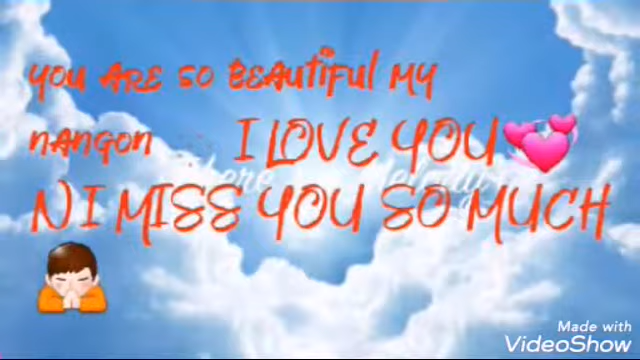 you ARE so BEAUTIFUl MY
nANGON I LOVE YOU💞
N I MISS YOU SO MUCH
🙏
Made with
VideoShow